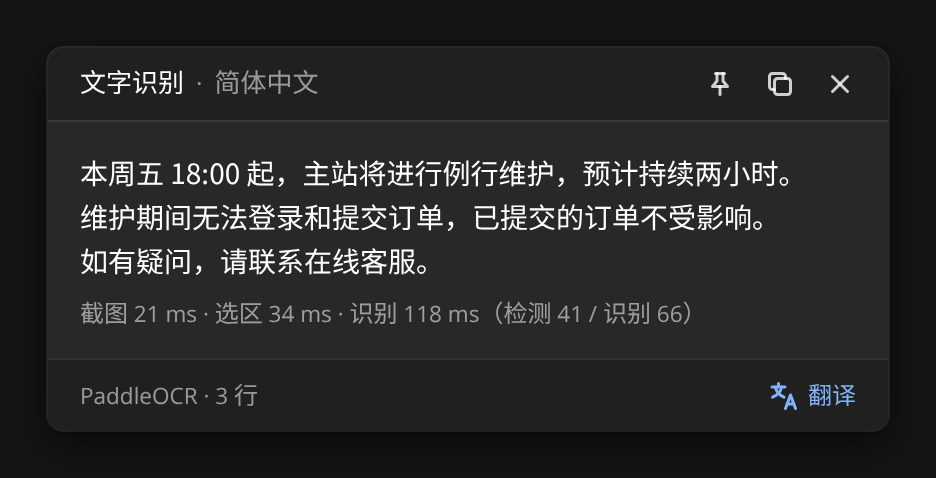 文字识别 · 简体中文
本周五 18:00 起，主站将进行例行维护，预计持续两小时。
维护期间无法登录和提交订单，已提交的订单不受影响。
如有疑问，请联系在线客服。
截图 21 ms · 选区 34 ms · 识别 118 ms（检测 41 / 识别 66）
PaddleOCR · 3 行
翻译